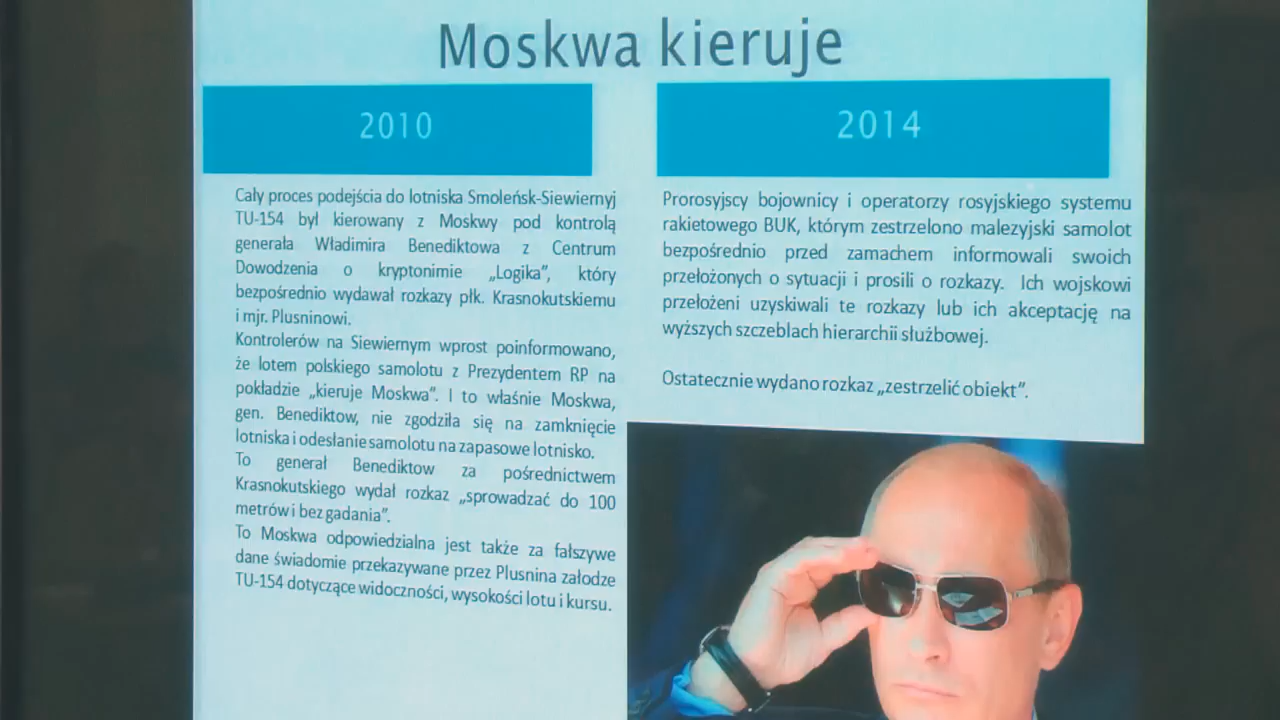 Moskwa kieruje
2010
Cały proces podejścia do lotniska Smoleńsk-Siewiernyj
TU-154 był kierowany z Moskwy pod kontrolą
generała Władimira Benediktowa z Centrum
Dowodzenia o kryptonimie „Logika”, który
bezpośrednio wydawał rozkazy płk. Krasnokutskiemu
i mjr. Plusninowi.
Kontrolerów na Siewiernym wprost poinformowano,
że lotem polskiego samolotu z Prezydentem RP na
pokładzie „kieruje Moskwa”. I to właśnie Moskwa,
gen. Benediktow, nie zgodziła się na zamknięcie
lotniska i odesłanie samolotu na zapasowe lotnisko.
To generał Benediktow za pośrednictwem
Krasnokutskiego wydał rozkaz „sprowadzać do 100
metrów i bez gadania”.
To Moskwa odpowiedzialna jest także za fałszywe
dane świadomie przekazywane przez Plusnina załodze
TU-154 dotyczące widoczności, wysokości lotu i kursu.
2014
Prorosyjscy bojownicy i operatorzy rosyjskiego systemu
rakietowego BUK, którym zestrzelono malezyjski samolot
bezpośrednio przed zamachem informowali swoich
przełożonych o sytuacji i prosili o rozkazy. Ich wojskowi
przełożeni uzyskiwali te rozkazy lub ich akceptację na
wyższych szczeblach hierarchii służbowej.
Ostatecznie wydano rozkaz „zestrzelić obiekt”.